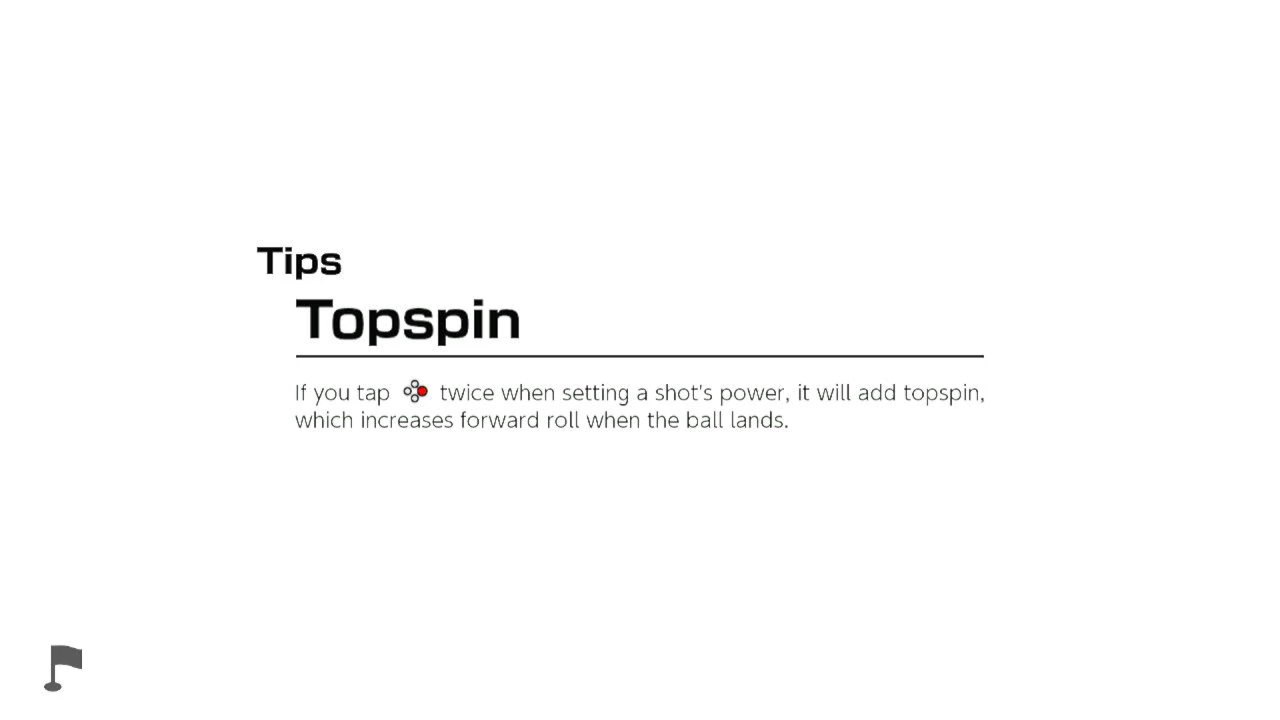 Tips
Topspin
If you tap twice when setting a shot's power, it will add topspin,
which increases forward roll when the ball lands.